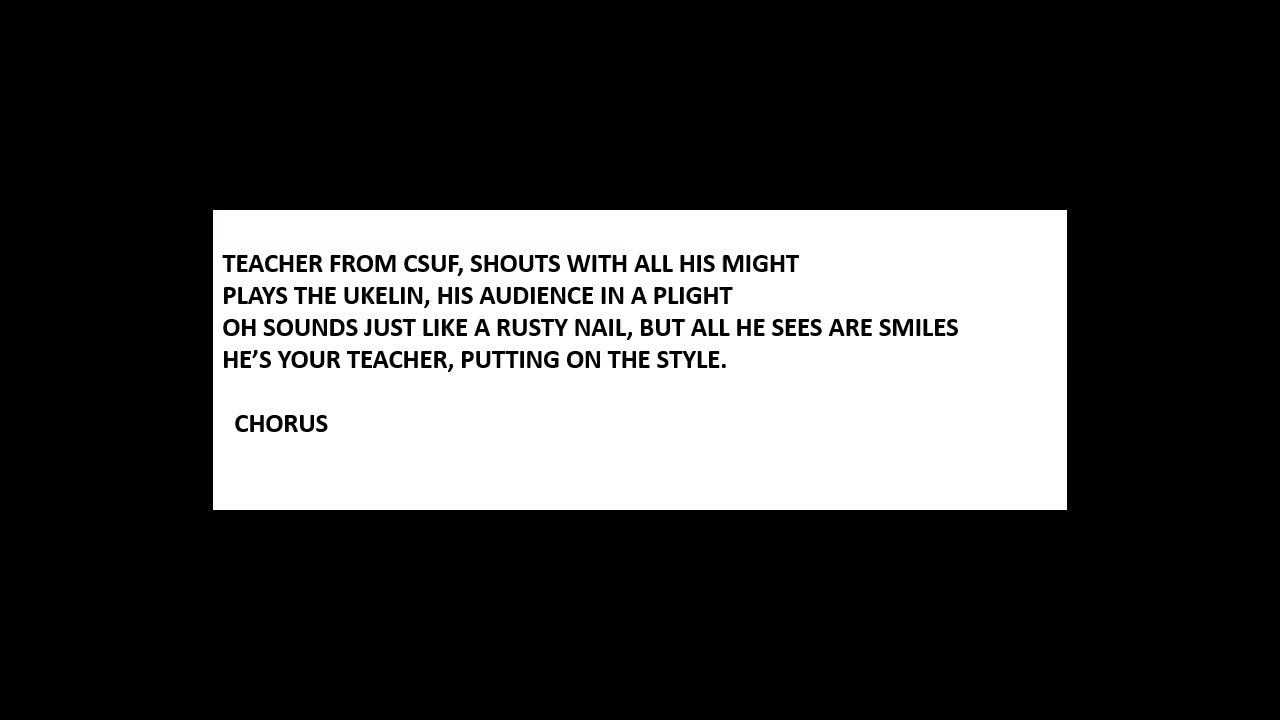 TEACHER FROM CSUF, SHOUTS WITH ALL HIS MIGHT
PLAYS THE UKELIN, HIS AUDIENCE IN A PLIGHT
OH SOUNDS JUST LIKE A RUSTY NAIL, BUT ALL HE SEES ARE SMILES
HE’S YOUR TEACHER, PUTTING ON THE STYLE.
CHORUS